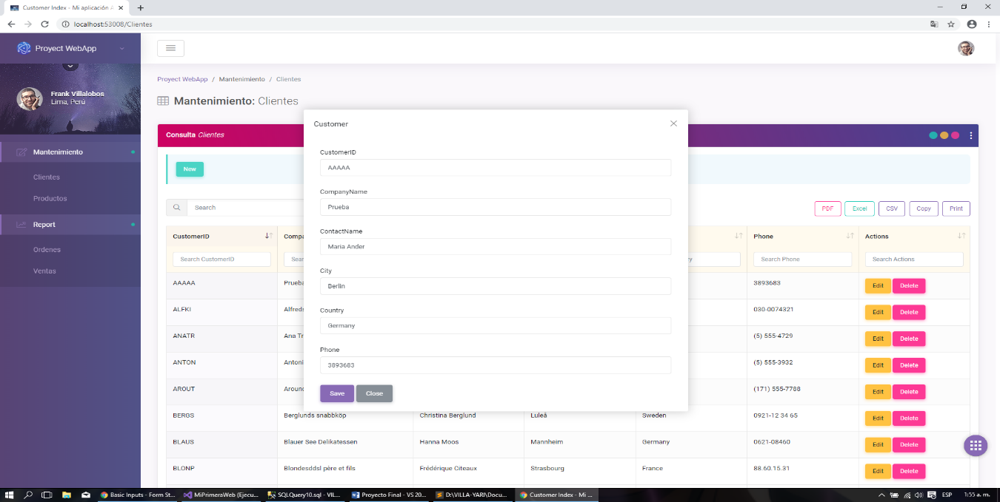 Customer Index - Mi aplicación A
localhost:53008/Clientes
Proyect WebApp
Frank Villalobos
Lima, Perú
Mantenimiento
Clientes
Productos
Report
Ordenes
Ventas
Proyect WebApp / Mantenimiento / Clientes
Mantenimiento: Clientes
Consulta Clientes
New
Search
PDF Excel CSV Copy Print
CustomerID Compa Phone Actions
Search CustomerID Sear ry Search Phone Search Actions
AAAAA Prueba 3893683 Edit Delete
ALFKI Alfreds 030-0074321 Edit Delete
ANATR Ana Tr (5) 555-4729 Edit Delete
ANTON Antoni (5) 555-3932 Edit Delete
AROUT Around (171) 555-7788 Edit Delete
BERGS Berglunds snabbköp Christina Berglund Luleå Sweden 0921-12 34 65 Edit Delete
BLAUS Blauer See Delikatessen Hanna Moos Mannheim Germany 0621-08460 Edit Delete
BLONP Blondesddsl père et fils Frédérique Citeaux Strasbourg France 88.60.15.31 Edit Delete
Customer
CustomerID
AAAAA
CompanyName
Prueba
ContactName
Maria Ander
City
Berlin
Country
Germany
Phone
3893683
Save Close
Basic Inputs - Form St... MiPrimeraWeb (Ejecu... SQLQuery10.sql - VIL... Proyecto Final - VS 20... D:\VILLA-YARI\Docu... Customer Index - Mi ... ESP 1:55 a. m.